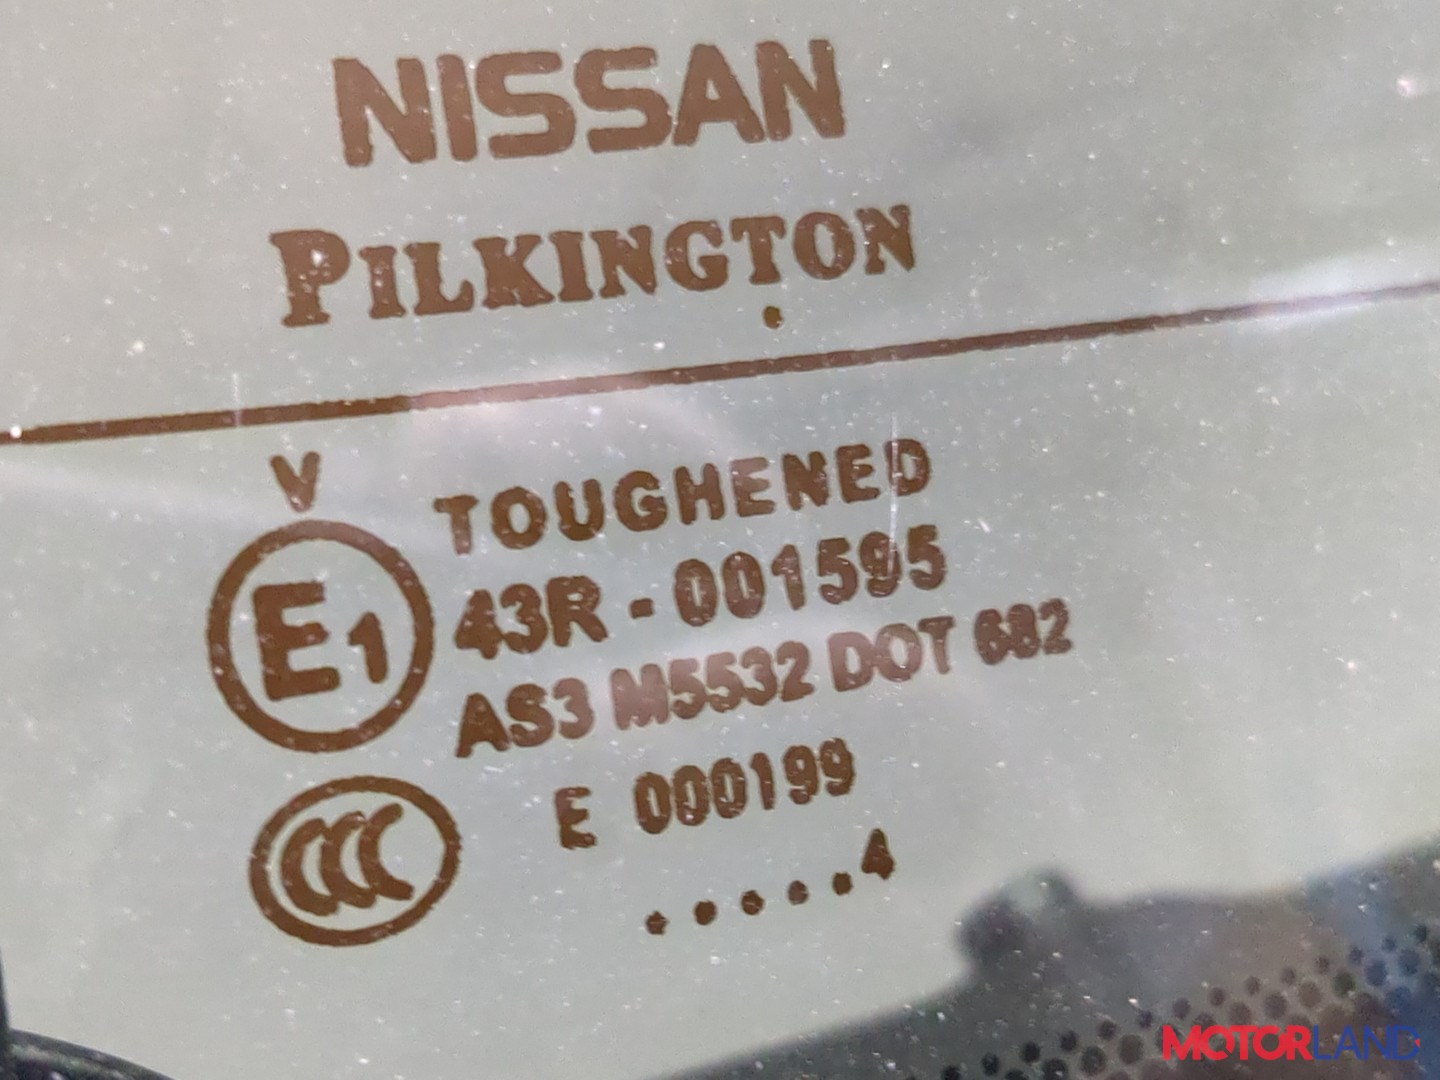 NISSAN
PILKINGTON
V
TOUGHENED
E1
43R - 001595
AS3 M5532 DOT 682
E 000199
CCC
.....4
MOTORLAND